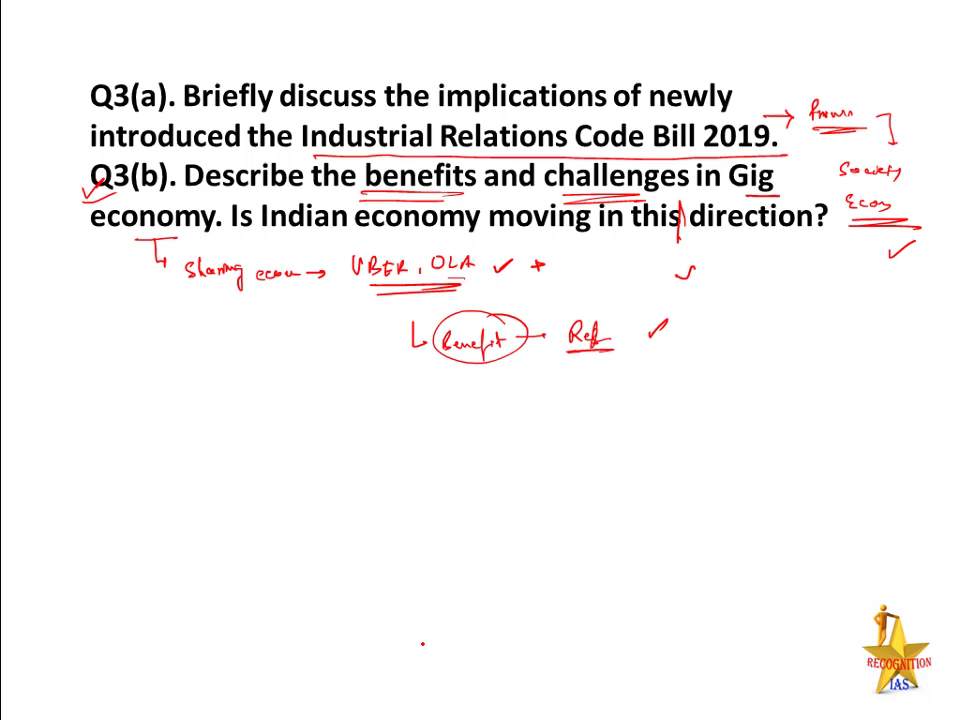 Q3(a). Briefly discuss the implications of newly
introduced the Industrial Relations Code Bill 2019.
Q3(b). Describe the benefits and challenges in Gig
economy. Is Indian economy moving in this direction?
Society
Econ
Sharing econ → UBER, OLA ✓ +
Benefit
RECOGNITION
IAS